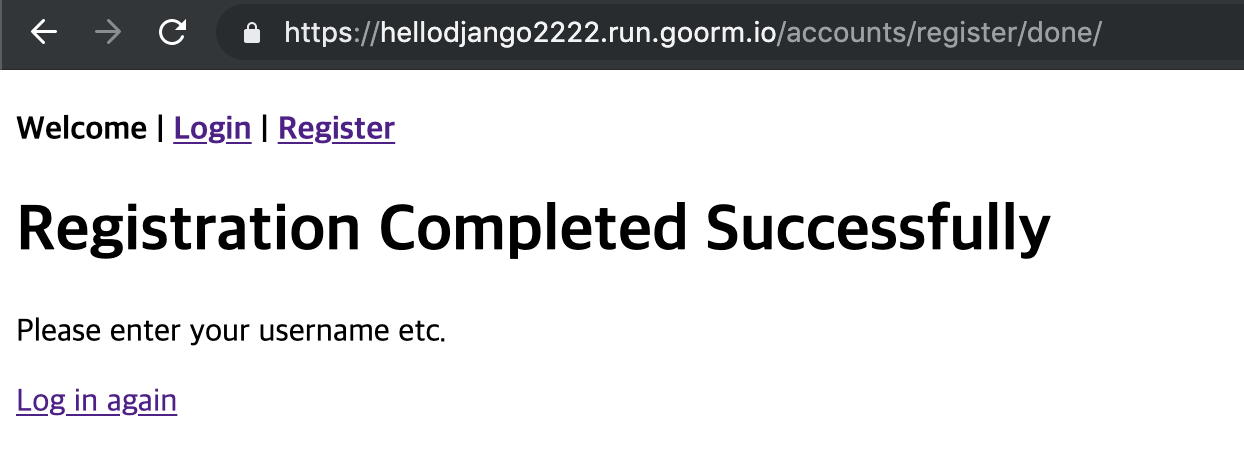 https://hellodjango2222.run.goorm.io/accounts/register/done/
Welcome | Login | Register
Registration Completed Successfully
Please enter your username etc.
Log in again